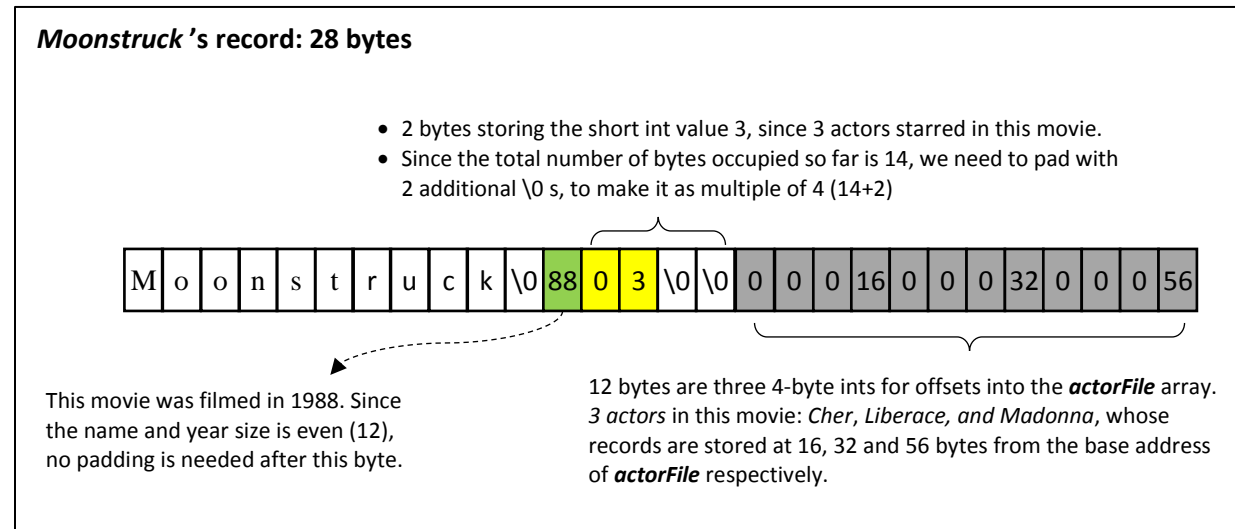 Moonstruck 's record: 28 bytes
• 2 bytes storing the short int value 3, since 3 actors starred in this movie.
• Since the total number of bytes occupied so far is 14, we need to pad with
2 additional \0 s, to make it as multiple of 4 (14+2)
M o o n s t r u c k \0 88 0 3 \0 \0 0 0 0 16 0 0 0 32 0 0 0 56
This movie was filmed in 1988. Since
the name and year size is even (12),
no padding is needed after this byte.
12 bytes are three 4-byte ints for offsets into the actorFile array.
3 actors in this movie: Cher, Liberace, and Madonna, whose
records are stored at 16, 32 and 56 bytes from the base address
of actorFile respectively.